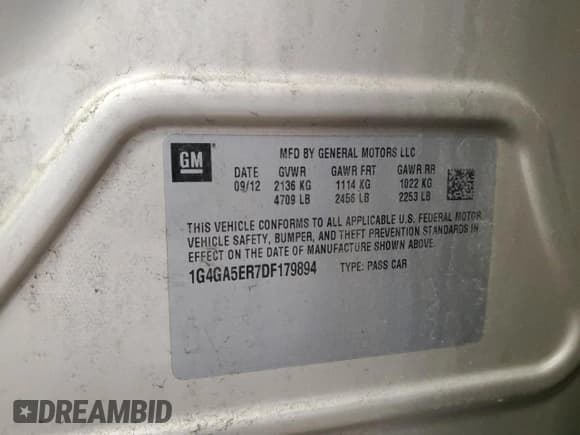 GM
MFD BY GENERAL MOTORS LLC
DATE GVWR GAWR FRT GAWR RR
09/12 2136 KG 1114 KG 1022 KG
4709 LB 2456 LB 2253 LB
THIS VEHICLE CONFORMS TO ALL APPLICABLE U.S. FEDERAL MOTOR
VEHICLE SAFETY, BUMPER, AND THEFT PREVENTION STANDARDS IN
EFFECT ON THE DATE OF MANUFACTURE SHOWN ABOVE.
1G4GA5ER7DF179894 TYPE: PASS CAR
DREAMBID